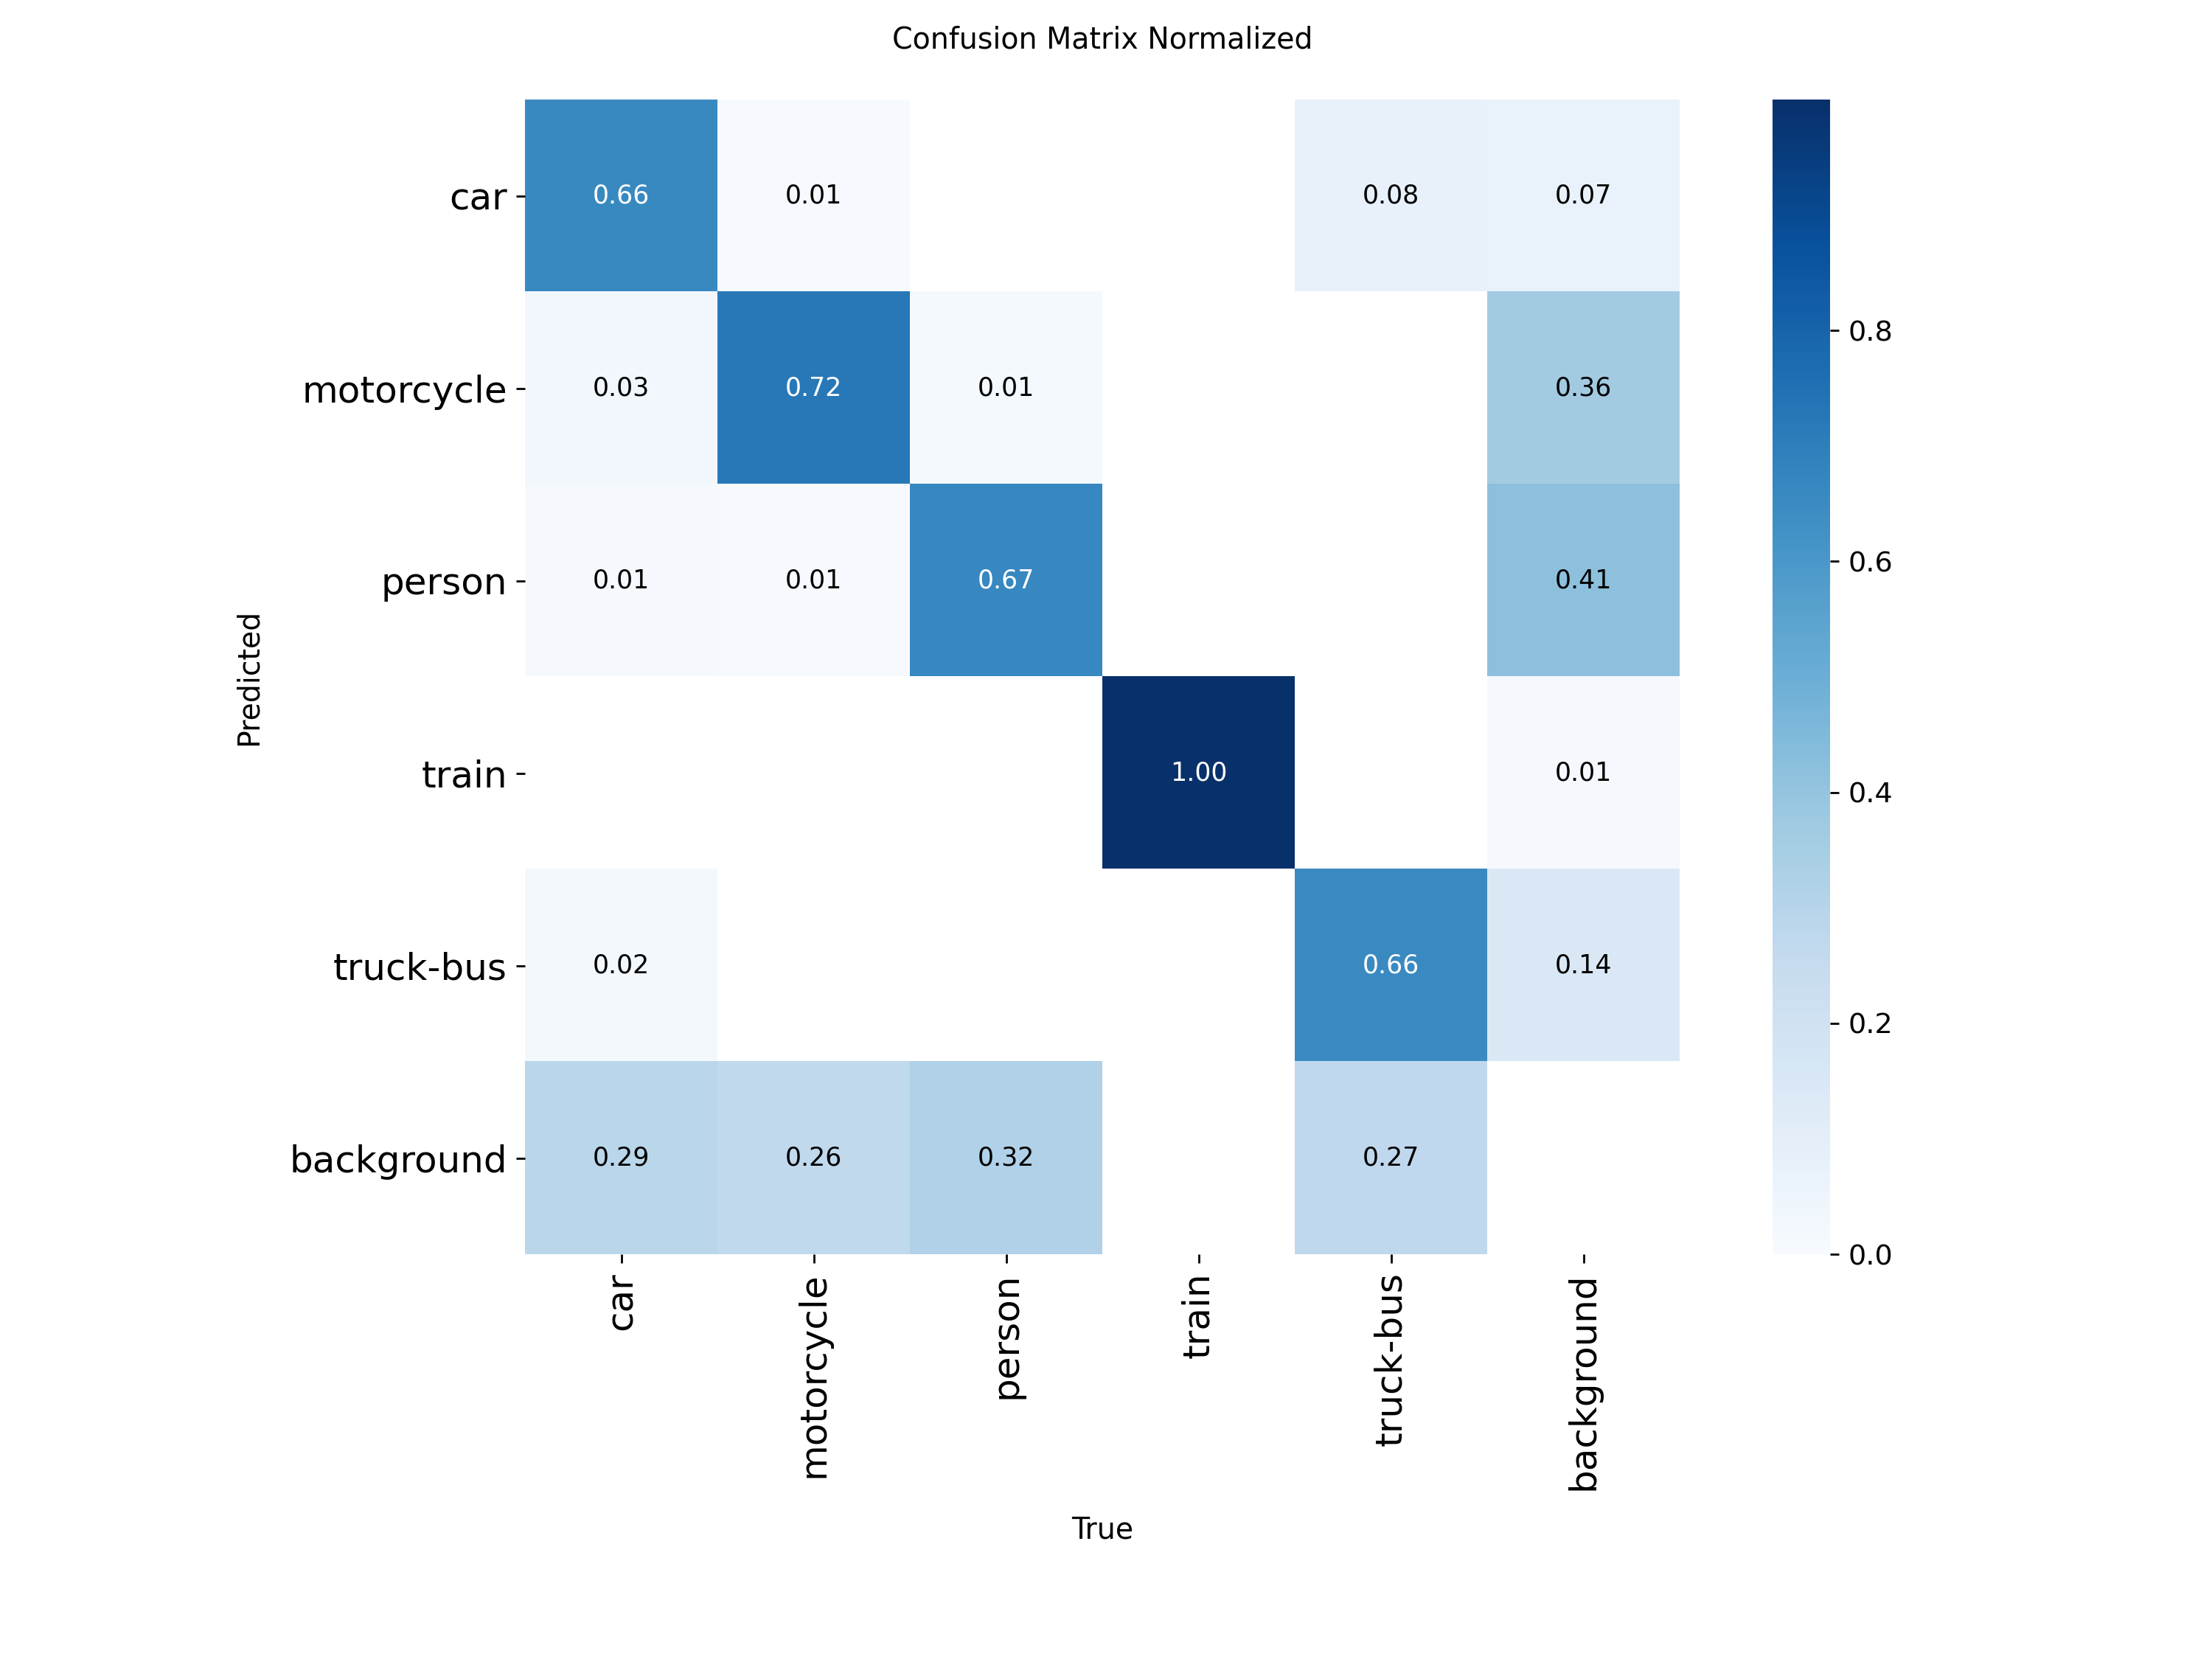 Confusion Matrix Normalized
car 0.66 0.01 0.08 0.07
0.8
motorcycle 0.03 0.72 0.01 0.36
person 0.01 0.01 0.67 0.41
0.6
Predicted
train 1.00 0.01
0.4
truck-bus 0.02 0.66 0.14
0.2
background 0.29 0.26 0.32 0.27
0.0
car motorcycle person train truck-bus background
True